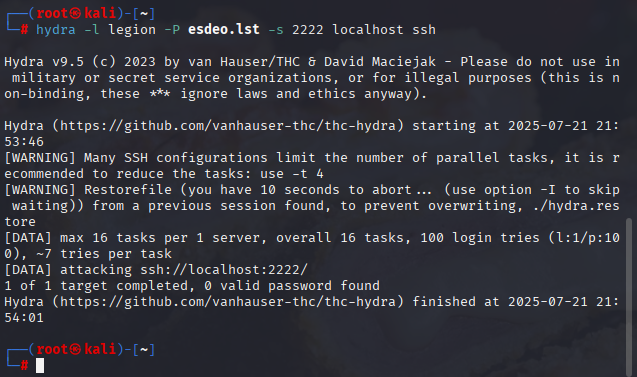 ┌──(root㉿kali)-[~]
└─# hydra -l legion -P esdeo.lst -s 2222 localhost ssh
Hydra v9.5 (c) 2023 by van Hauser/THC & David Maciejak - Please do not use in
 military or secret service organizations, or for illegal purposes (this is n
on-binding, these *** ignore laws and ethics anyway).
Hydra (https://github.com/vanhauser-thc/thc-hydra) starting at 2025-07-21 21:
53:46
[WARNING] Many SSH configurations limit the number of parallel tasks, it is r
ecommended to reduce the tasks: use -t 4
[WARNING] Restorefile (you have 10 seconds to abort... (use option -I to skip
 waiting)) from a previous session found, to prevent overwriting, ./hydra.res
tore
[DATA] max 16 tasks per 1 server, overall 16 tasks, 100 login tries (l:1/p:10
0), ~7 tries per task
[DATA] attacking ssh://localhost:2222/
1 of 1 target completed, 0 valid password found
Hydra (https://github.com/vanhauser-thc/thc-hydra) finished at 2025-07-21 21:
54:01
┌──(root㉿kali)-[~]
└─#